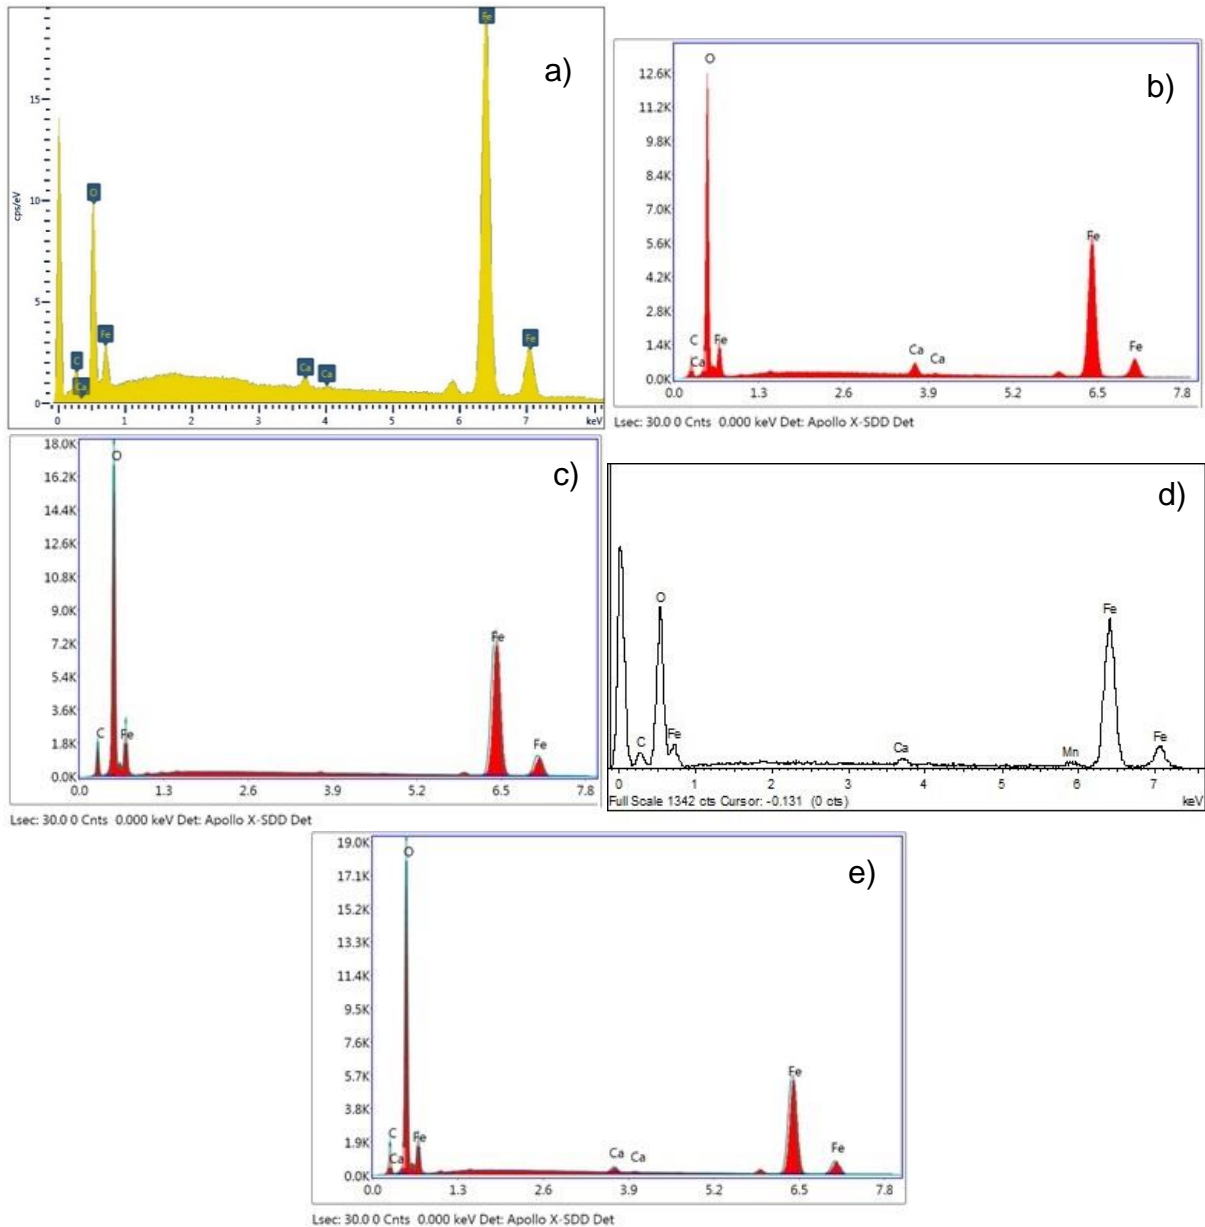 a)
Fe
O
Fe
C
Ca
Ca
Ca
Fe
cps/eV
15
10
5
0
0 1 2 3 4 5 6 7 keV
b)
O
12.6K
11.2K
9.8K
8.4K
7.0K
5.6K
4.2K
2.8K
1.4K
0.0K
C
Ca
Fe
Ca
Ca
Fe
Fe
0.0 1.3 2.6 3.9 5.2 6.5 7.8
Lsec: 30.0 0 Cnts 0.000 keV Det: Apollo X-SDD Det
c)
18.0K
16.2K
14.4K
12.6K
10.8K
9.0K
7.2K
5.4K
3.6K
1.8K
0.0K
O
C
Fe
Fe
Fe
0.0 1.3 2.6 3.9 5.2 6.5 7.8
Lsec: 30.0 0 Cnts 0.000 keV Det: Apollo X-SDD Det
d)
O
C
Fe
Ca
Mn
Fe
Fe
0 1 2 3 4 5 6 7
Full Scale 1342 cts Cursor: -0.131 (0 cts) keV
e)
19.0K
17.1K
15.2K
13.3K
11.4K
9.5K
7.6K
5.7K
3.8K
1.9K
0.0K
O
C
Ca
Fe
Ca
Ca
Fe
Fe
0.0 1.3 2.6 3.9 5.2 6.5 7.8
Lsec: 30.0 0 Cnts 0.000 keV Det: Apollo X-SDD Det